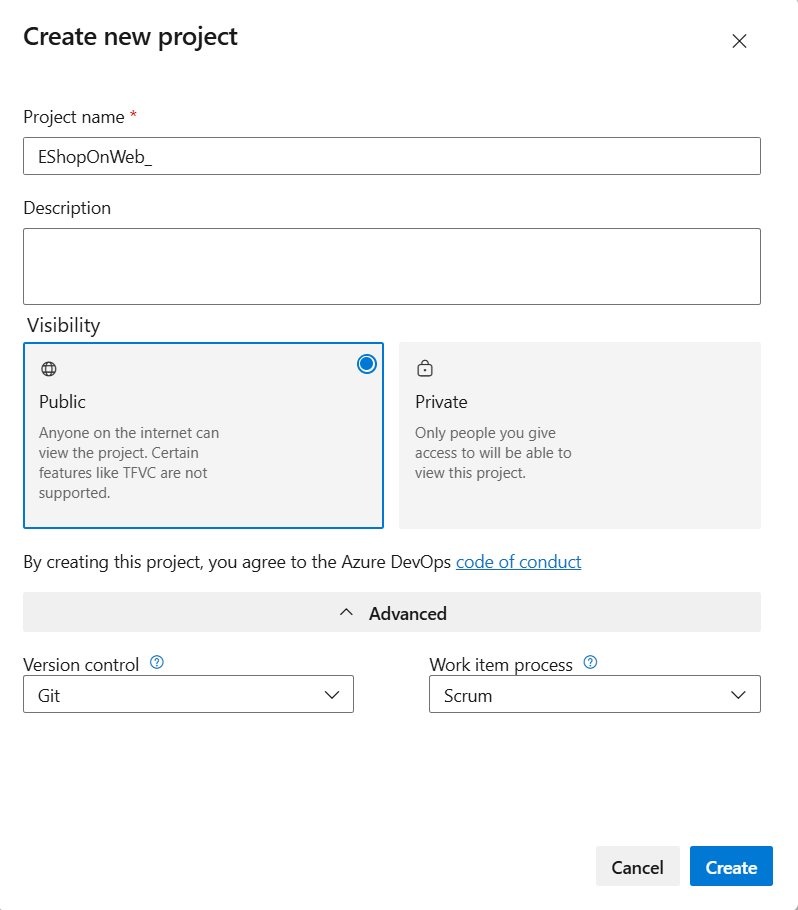 Create new project
Project name *
EShopOnWeb_
Description
Visibility
Public
Anyone on the internet can
view the project. Certain
features like TFVC are not
supported.
Private
Only people you give
access to will be able to
view this project.
By creating this project, you agree to the Azure DevOps code of conduct
Advanced
Version control
Git
Work item process
Scrum
Cancel
Create